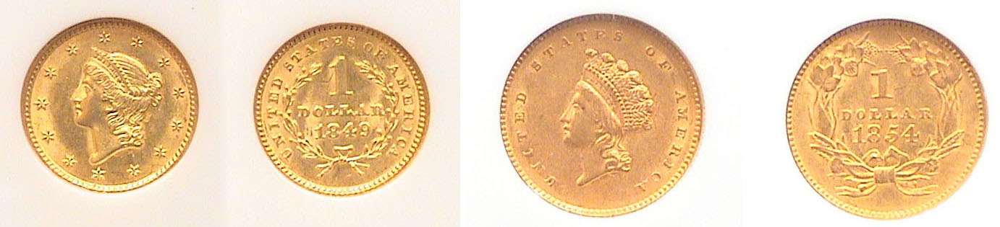 UNITED STATES OF AMERICA
1
DOLLAR
1849
UNITED STATES OF AMERICA
1
DOLLAR
1854